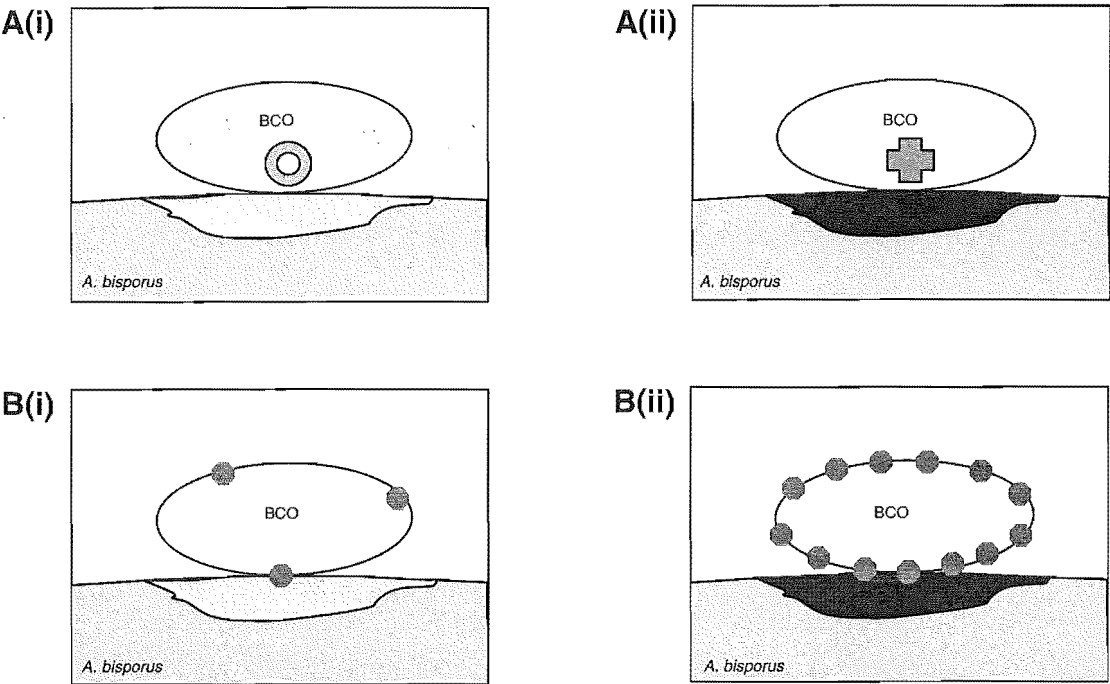 A(i)
BCO
A. bisporus
A(ii)
BCO
A. bisporus
B(i)
BCO
A. bisporus
B(ii)
BCO
A. bisporus